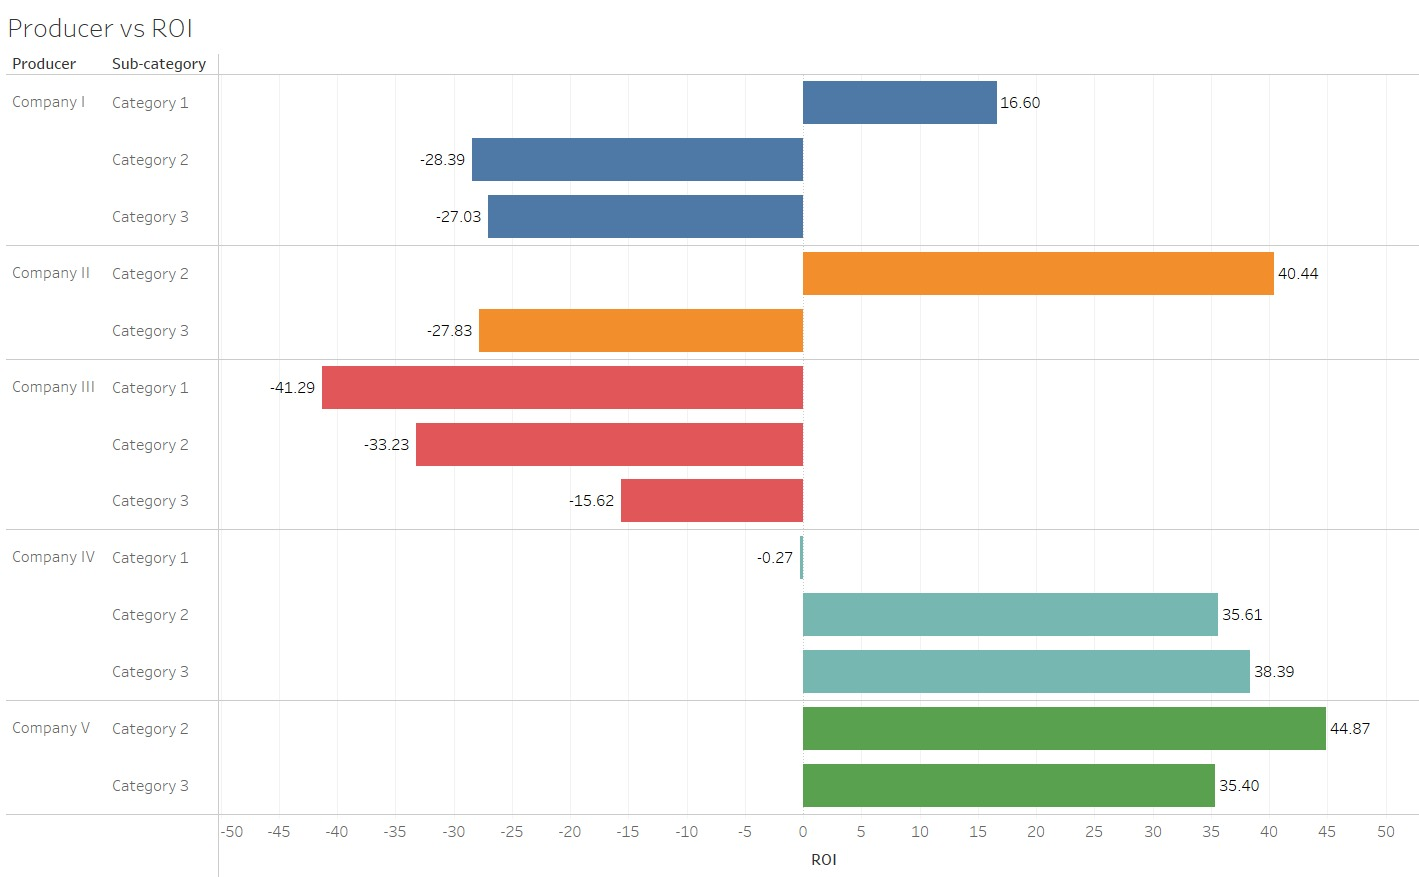 Producer vs ROI
Producer Sub-category
Company I Category 1 16.60
Category 2 -28.39
Category 3 -27.03
Company II Category 2 40.44
Category 3 -27.83
Company III Category 1 -41.29
Category 2 -33.23
Category 3 -15.62
Company IV Category 1 -0.27
Category 2 35.61
Category 3 38.39
Company V Category 2 44.87
Category 3 35.40
-50 -45 -40 -35 -30 -25 -20 -15 -10 -5 0 5 10 15 20 25 30 35 40 45 50
ROI